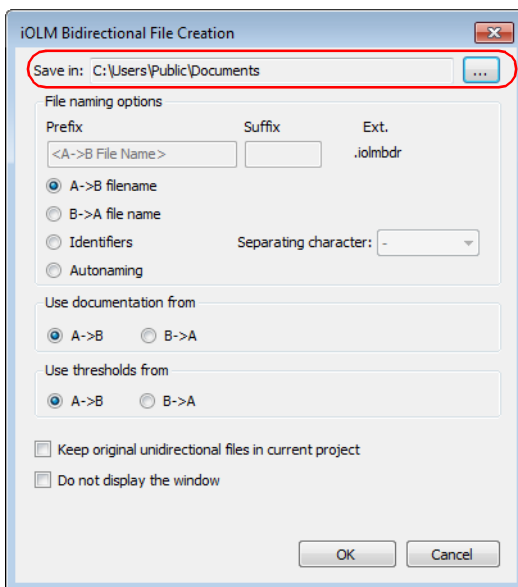 iOLM Bidirectional File Creation
Save in: C:\Users\Public\Documents ...
File naming options
Prefix Suffix Ext.
<A->B File Name> .iolmbdr
A->B filename
B->A file name
Identifiers Separating character: -
Autonaming
Use documentation from
A->B B->A
Use thresholds from
A->B B->A
Keep original unidirectional files in current project
Do not display the window
OK Cancel